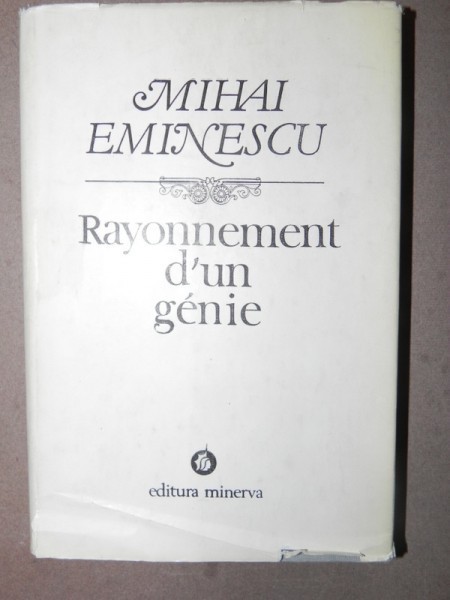 MIHAI
EMINESCU
Rayonnement
d'un
génie
editura minerva